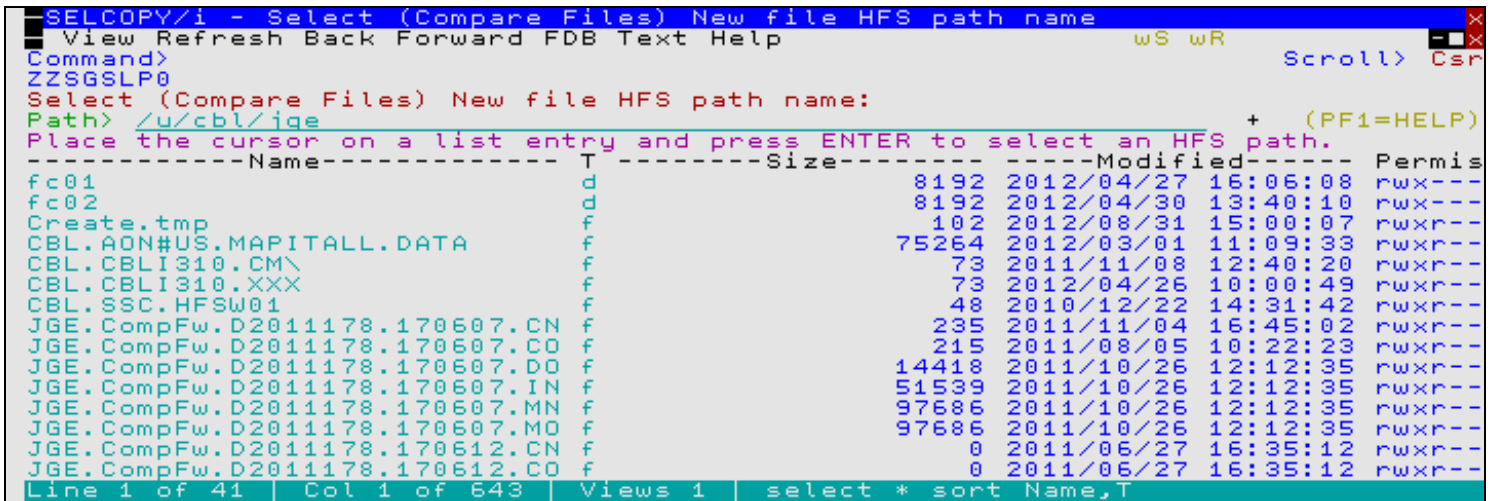 SELCOPY/i - Select (Compare Files) New file HFS path name x
View Refresh Back Forward FDB Text Help wS wR x
Command> Scroll> Csr
ZZSGSLP0
Select (Compare Files) New file HFS path name:
Path> /u/cbl/jge + (PF1=HELP)
Place the cursor on a list entry and press ENTER to select an HFS path.
-------------Name------------- T ---------Size--------- -----Modified------ Permis
fc01 d 8192 2012/04/27 16:06:08 rwx---
fc02 d 8192 2012/04/30 13:40:10 rwx---
Create.tmp f 102 2012/08/31 15:00:07 rwxr--
CBL.AON#US.MAPITALL.DATA f 75264 2012/03/01 11:09:33 rwxr--
CBL.CBLI310.CM\ f 73 2011/11/08 12:40:20 rwxr--
CBL.CBLI310.XXX f 73 2012/04/26 10:00:49 rwxr--
CBL.SSC.HFSW01 f 48 2010/12/22 14:31:42 rwxr--
JGE.CompFw.D2011178.170607.CN f 235 2011/11/04 16:45:02 rwxr--
JGE.CompFw.D2011178.170607.CO f 215 2011/08/05 10:22:23 rwxr--
JGE.CompFw.D2011178.170607.DO f 14418 2011/10/26 12:12:35 rwxr--
JGE.CompFw.D2011178.170607.IN f 51539 2011/10/26 12:12:35 rwxr--
JGE.CompFw.D2011178.170607.MN f 97686 2011/10/26 12:12:35 rwxr--
JGE.CompFw.D2011178.170607.MO f 97686 2011/10/26 12:12:35 rwxr--
JGE.CompFw.D2011178.170612.CN f 0 2011/06/27 16:35:12 rwxr--
JGE.CompFw.D2011178.170612.CO f 0 2011/06/27 16:35:12 rwxr--
Line 1 of 41 | Col 1 of 643 | Views 1 | select * sort Name,T